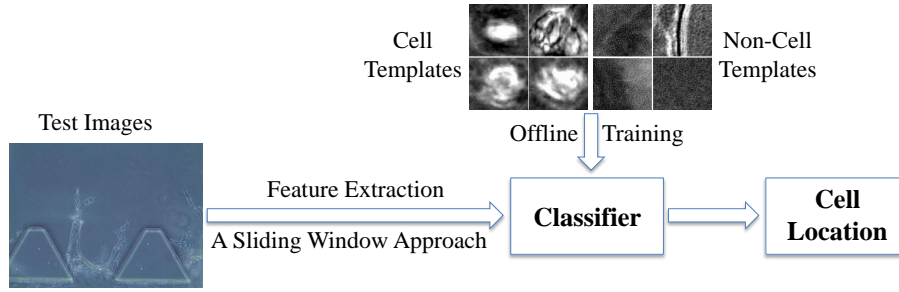 Cell
Templates
Non-Cell
Templates
Test Images
Offline
Training
Feature Extraction
A Sliding Window Approach
Classifier
Cell
Location